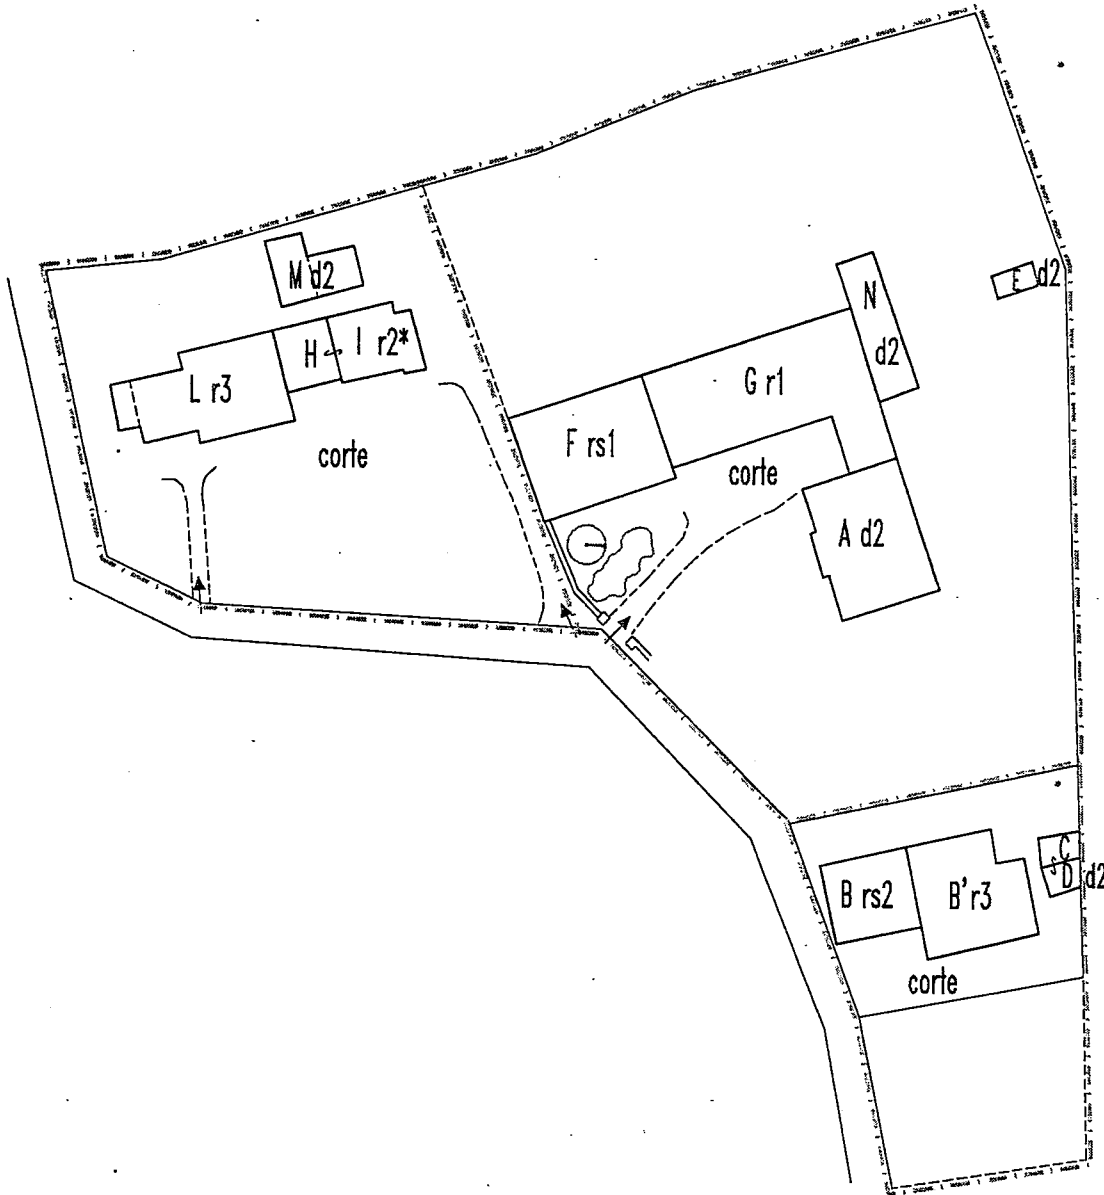 M d2
E d2
N
d2
H I r2*
L r3
G r1
F rs1
corte
corte
A d2
C
D d2
B rs2
B' r3
corte